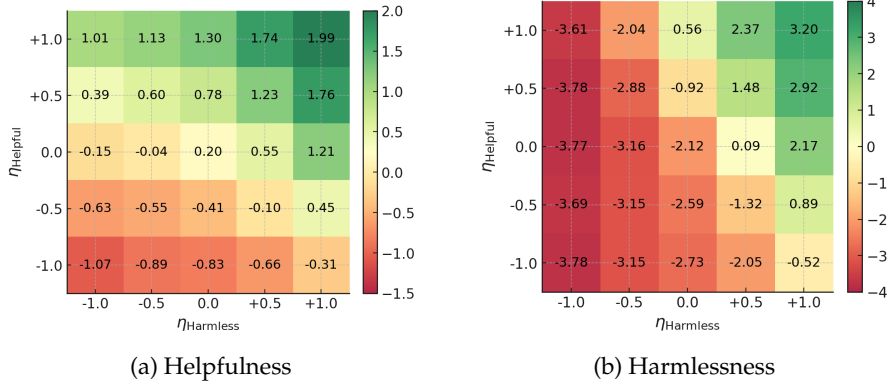 +1.0 1.01 1.13 1.30 1.74 1.99
+0.5 0.39 0.60 0.78 1.23 1.76
0.0 -0.15 -0.04 0.20 0.55 1.21
-0.5 -0.63 -0.55 -0.41 -0.10 0.45
-1.0 -1.07 -0.89 -0.83 -0.66 -0.31
-1.0 -0.5 0.0 +0.5 +1.0
ηHelpful
ηHarmless
2.0
1.5
1.0
0.5
0.0
−0.5
−1.0
−1.5
(a) Helpfulness
+1.0 -3.61 -2.04 0.56 2.37 3.20
+0.5 -3.78 -2.88 -0.92 1.48 2.92
0.0 -3.77 -3.16 -2.12 0.09 2.17
-0.5 -3.69 -3.15 -2.59 -1.32 0.89
-1.0 -3.78 -3.15 -2.73 -2.05 -0.52
-1.0 -0.5 0.0 +0.5 +1.0
ηHelpful
ηHarmless
4
3
2
1
0
−1
−2
−3
−4
(b) Harmlessness